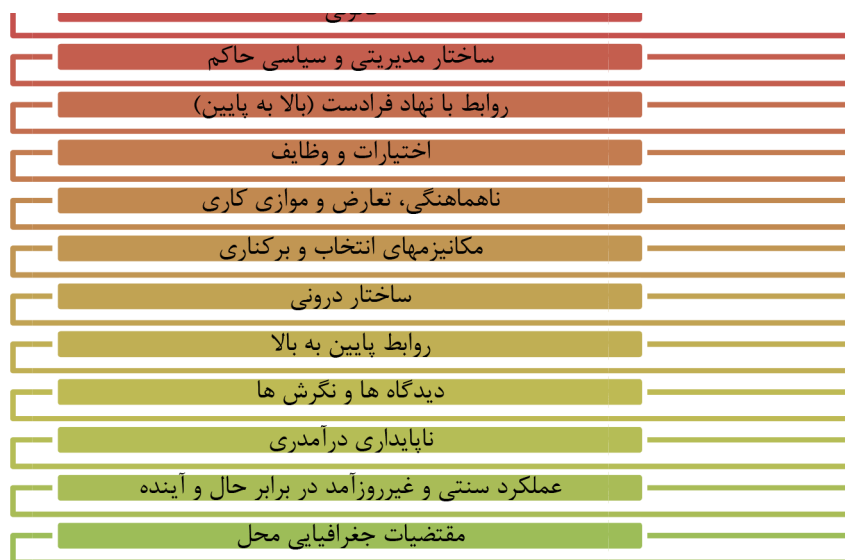 ساختار مدیریتی و سیاسی حاکم
روابط با نهاد فرادست (بالا به پایین)
اختیارات و وظایف
ناهماهنگی، تعارض و موازی کاری
مکانیزمهای انتخاب و برکناری
ساختار درونی
روابط پایین به بالا
دیدگاه ها و نگرش ها
ناپایداری درآمدری
عملکرد سنتی و غیرروزآمد در برابر حال و آینده
مقتضیات جغرافیایی محل